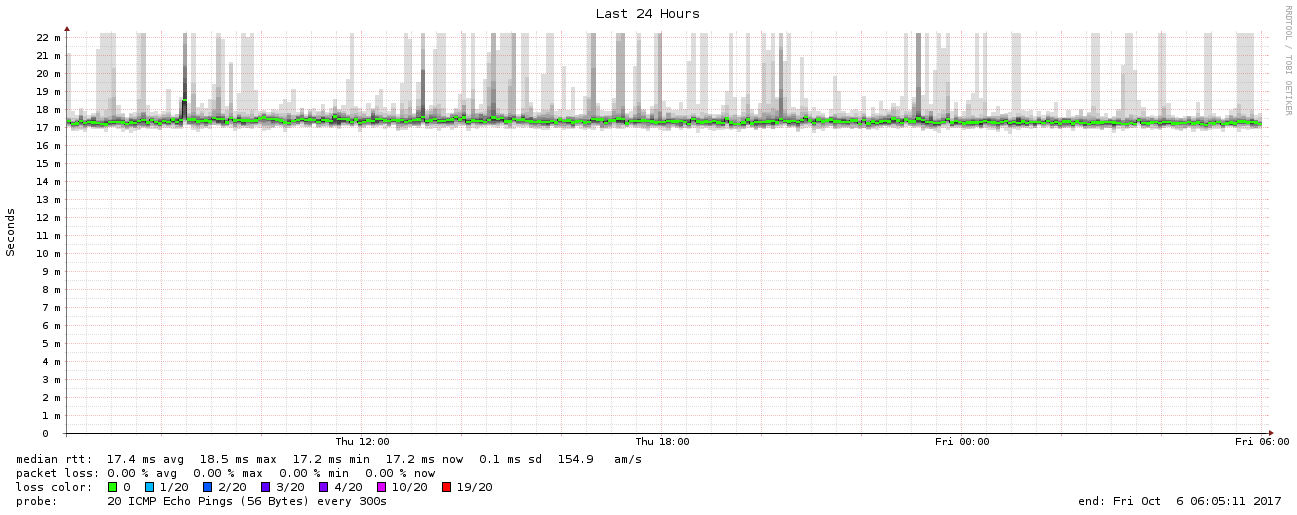 Last 24 Hours
RRDTOOL / TOBI OETIKER
Seconds
22 m
21 m
20 m
19 m
18 m
17 m
16 m
15 m
14 m
13 m
12 m
11 m
10 m
9 m
8 m
7 m
6 m
5 m
4 m
3 m
2 m
1 m
0
Thu 12:00 Thu 18:00 Fri 00:00 Fri 06:00
median rtt: 17.4 ms avg 18.5 ms max 17.2 ms min 17.2 ms now 0.1 ms sd 154.9 am/s
packet loss: 0.00 % avg 0.00 % max 0.00 % min 0.00 % now
loss color: 0 1/20 2/20 3/20 4/20 10/20 19/20
probe: 20 ICMP Echo Pings (56 Bytes) every 300s end: Fri Oct 6 06:05:11 2017